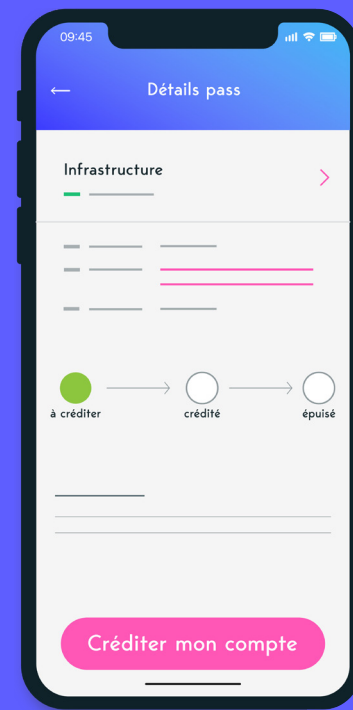 09:45
Détails pass
Infrastructure
à créditer
crédité
épuisé
Créditer mon compte